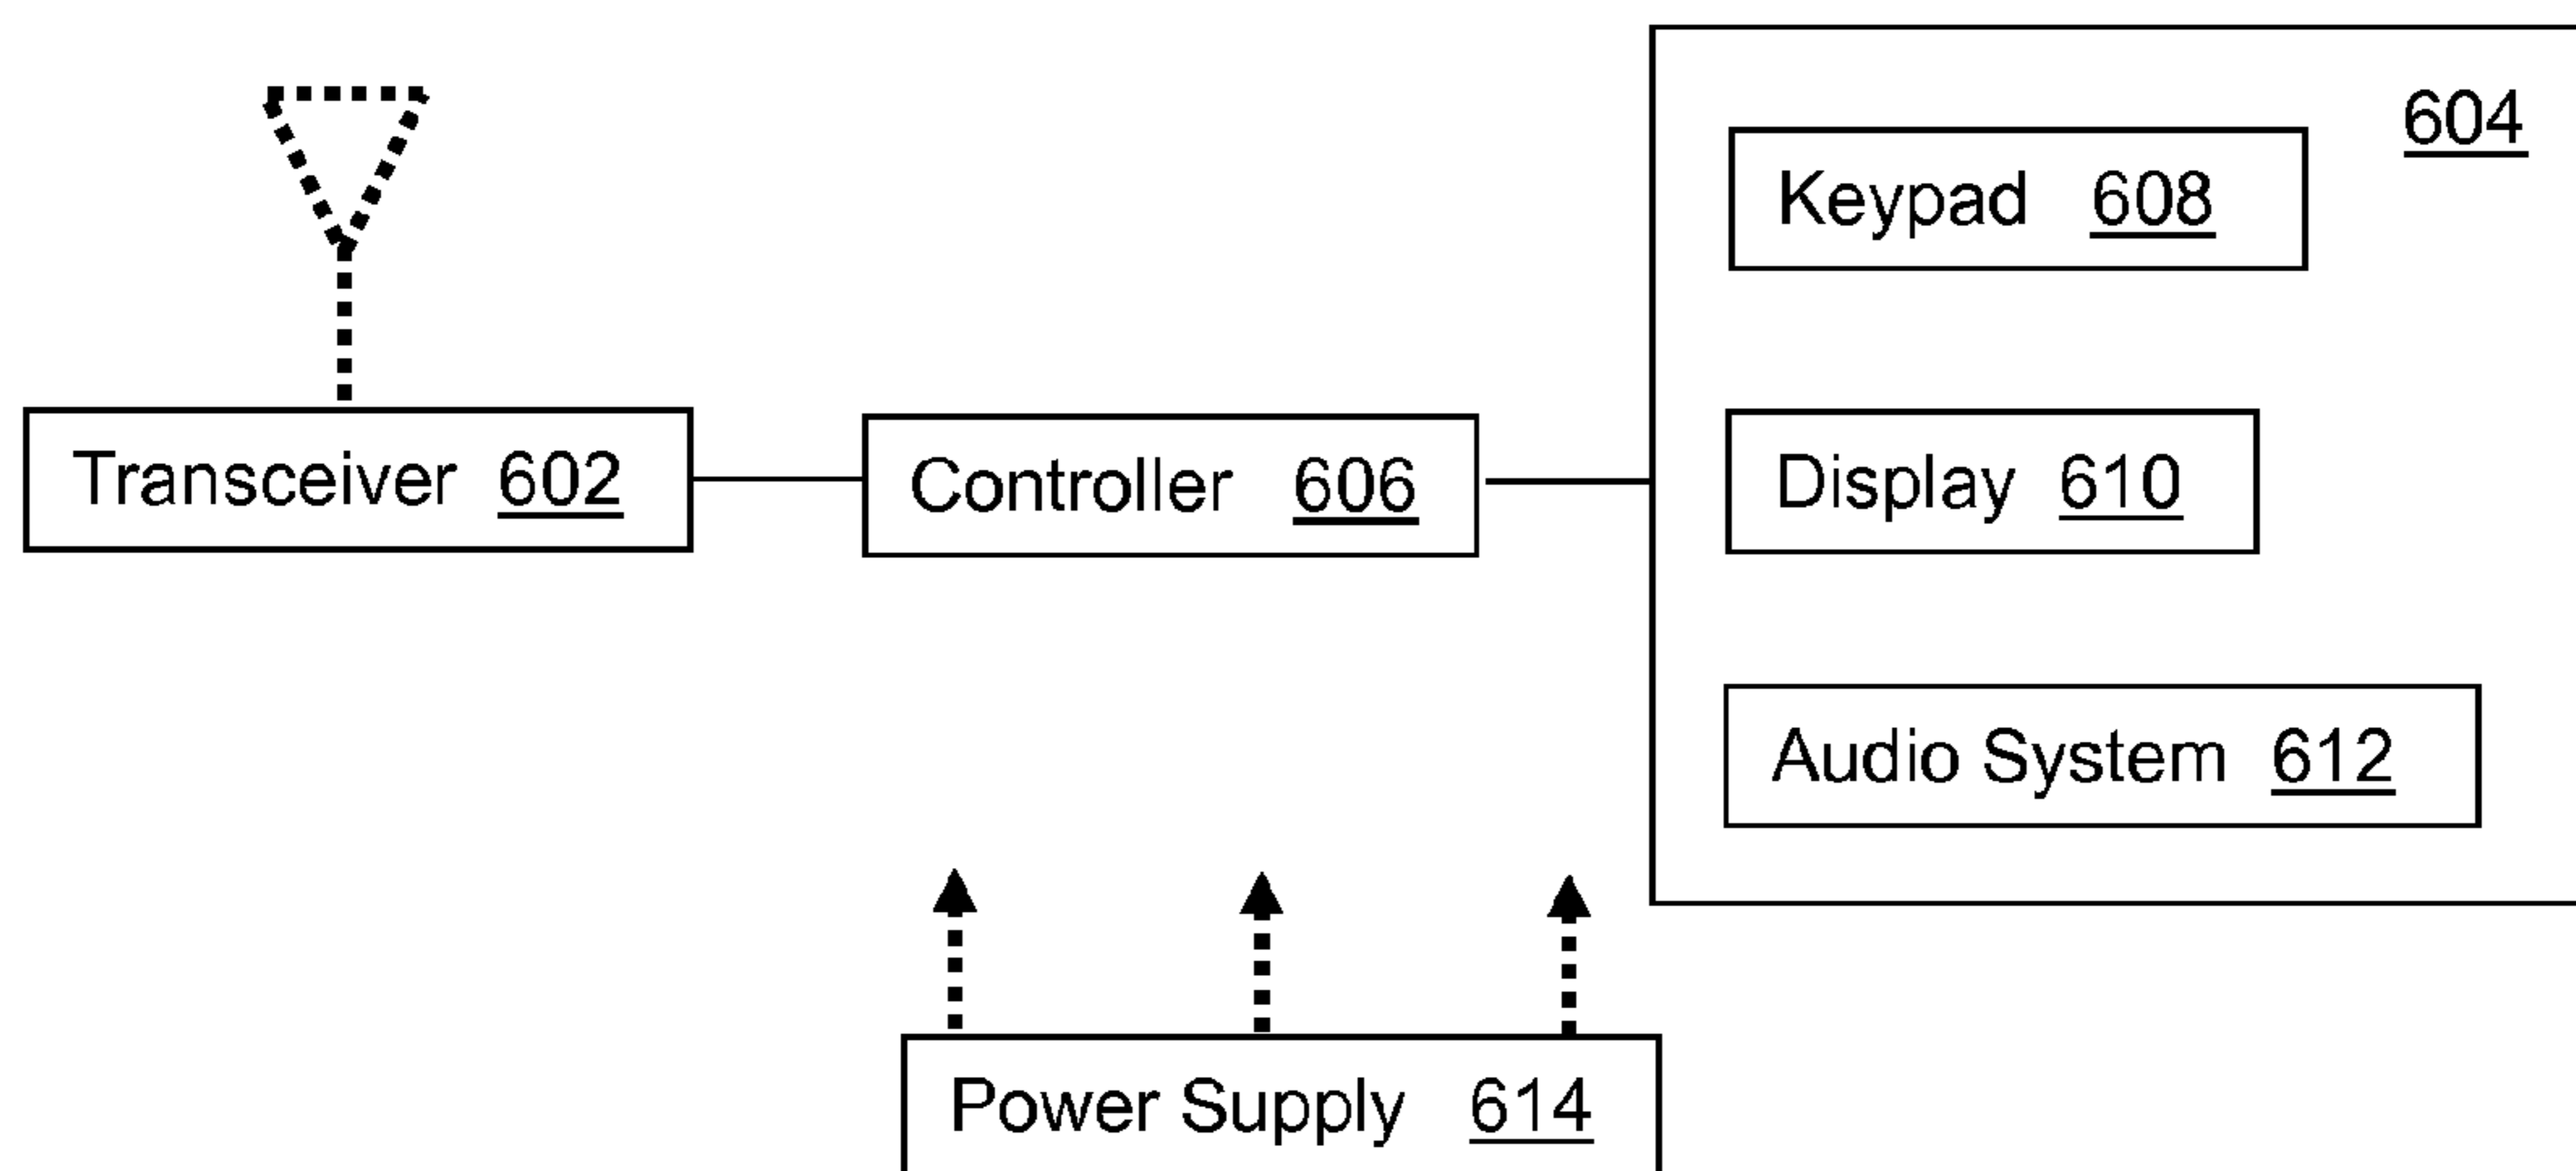 604
Keypad 608
Transceiver 602
Controller 606
Display 610
Audio System 612
Power Supply 614